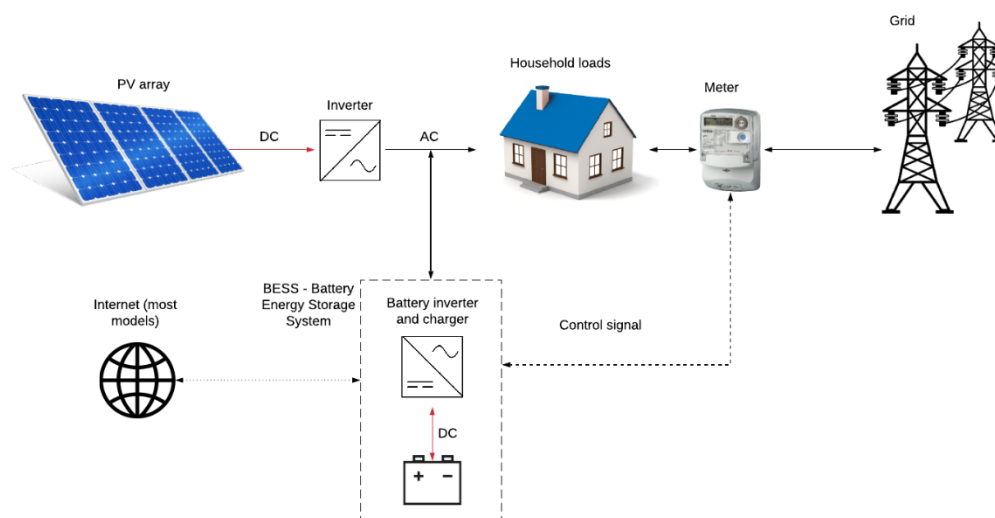 Grid
PV array
Household loads
Meter
DC
Inverter
AC
Internet (most
models)
BESS - Battery
Energy Storage
System
Battery inverter
and charger
Control signal
DC
+ −